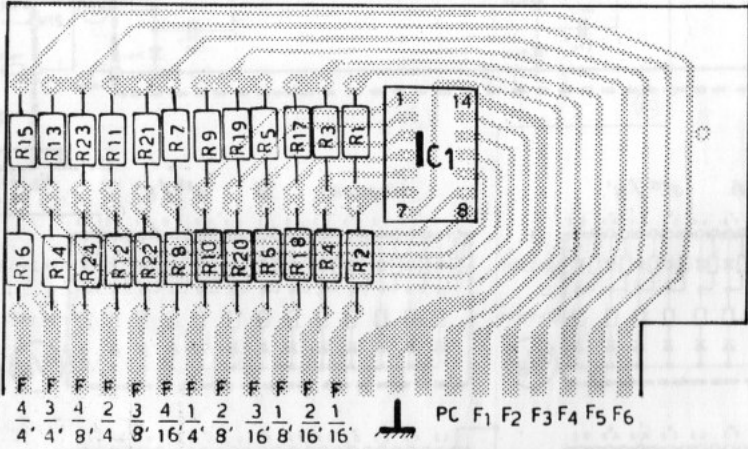 R15 R13 R23 R11 R21 R7 R9 R19 R5 R17 R3 R1
1 14
IC1
7 8
R16 R14 R24 R12 R22 R8 R10 R20 R6 R18 R4 R2
F F F F F F F F F F F
4/4' 3/4' 4/8' 2/4 3/8' 4/16' 1/4' 2/8' 3/16' 1/8' 2/16' 1/16' PC F1 F2 F3 F4 F5 F6